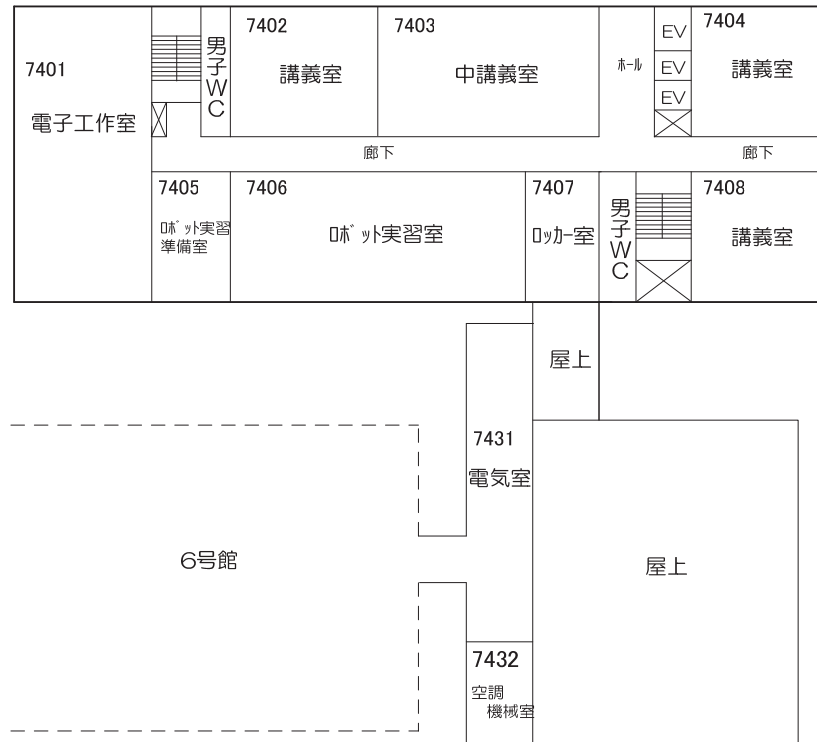 7401
電子工作室
男子WC
7402
講義室
7403
中講義室
ホール
EV
EV
EV
7404
講義室
廊下
廊下
7405
ロボット実習
準備室
7406
ロボット実習室
7407
ロッカー室
男子WC
7408
講義室
屋上
7431
電気室
6号館
屋上
7432
空調
機械室